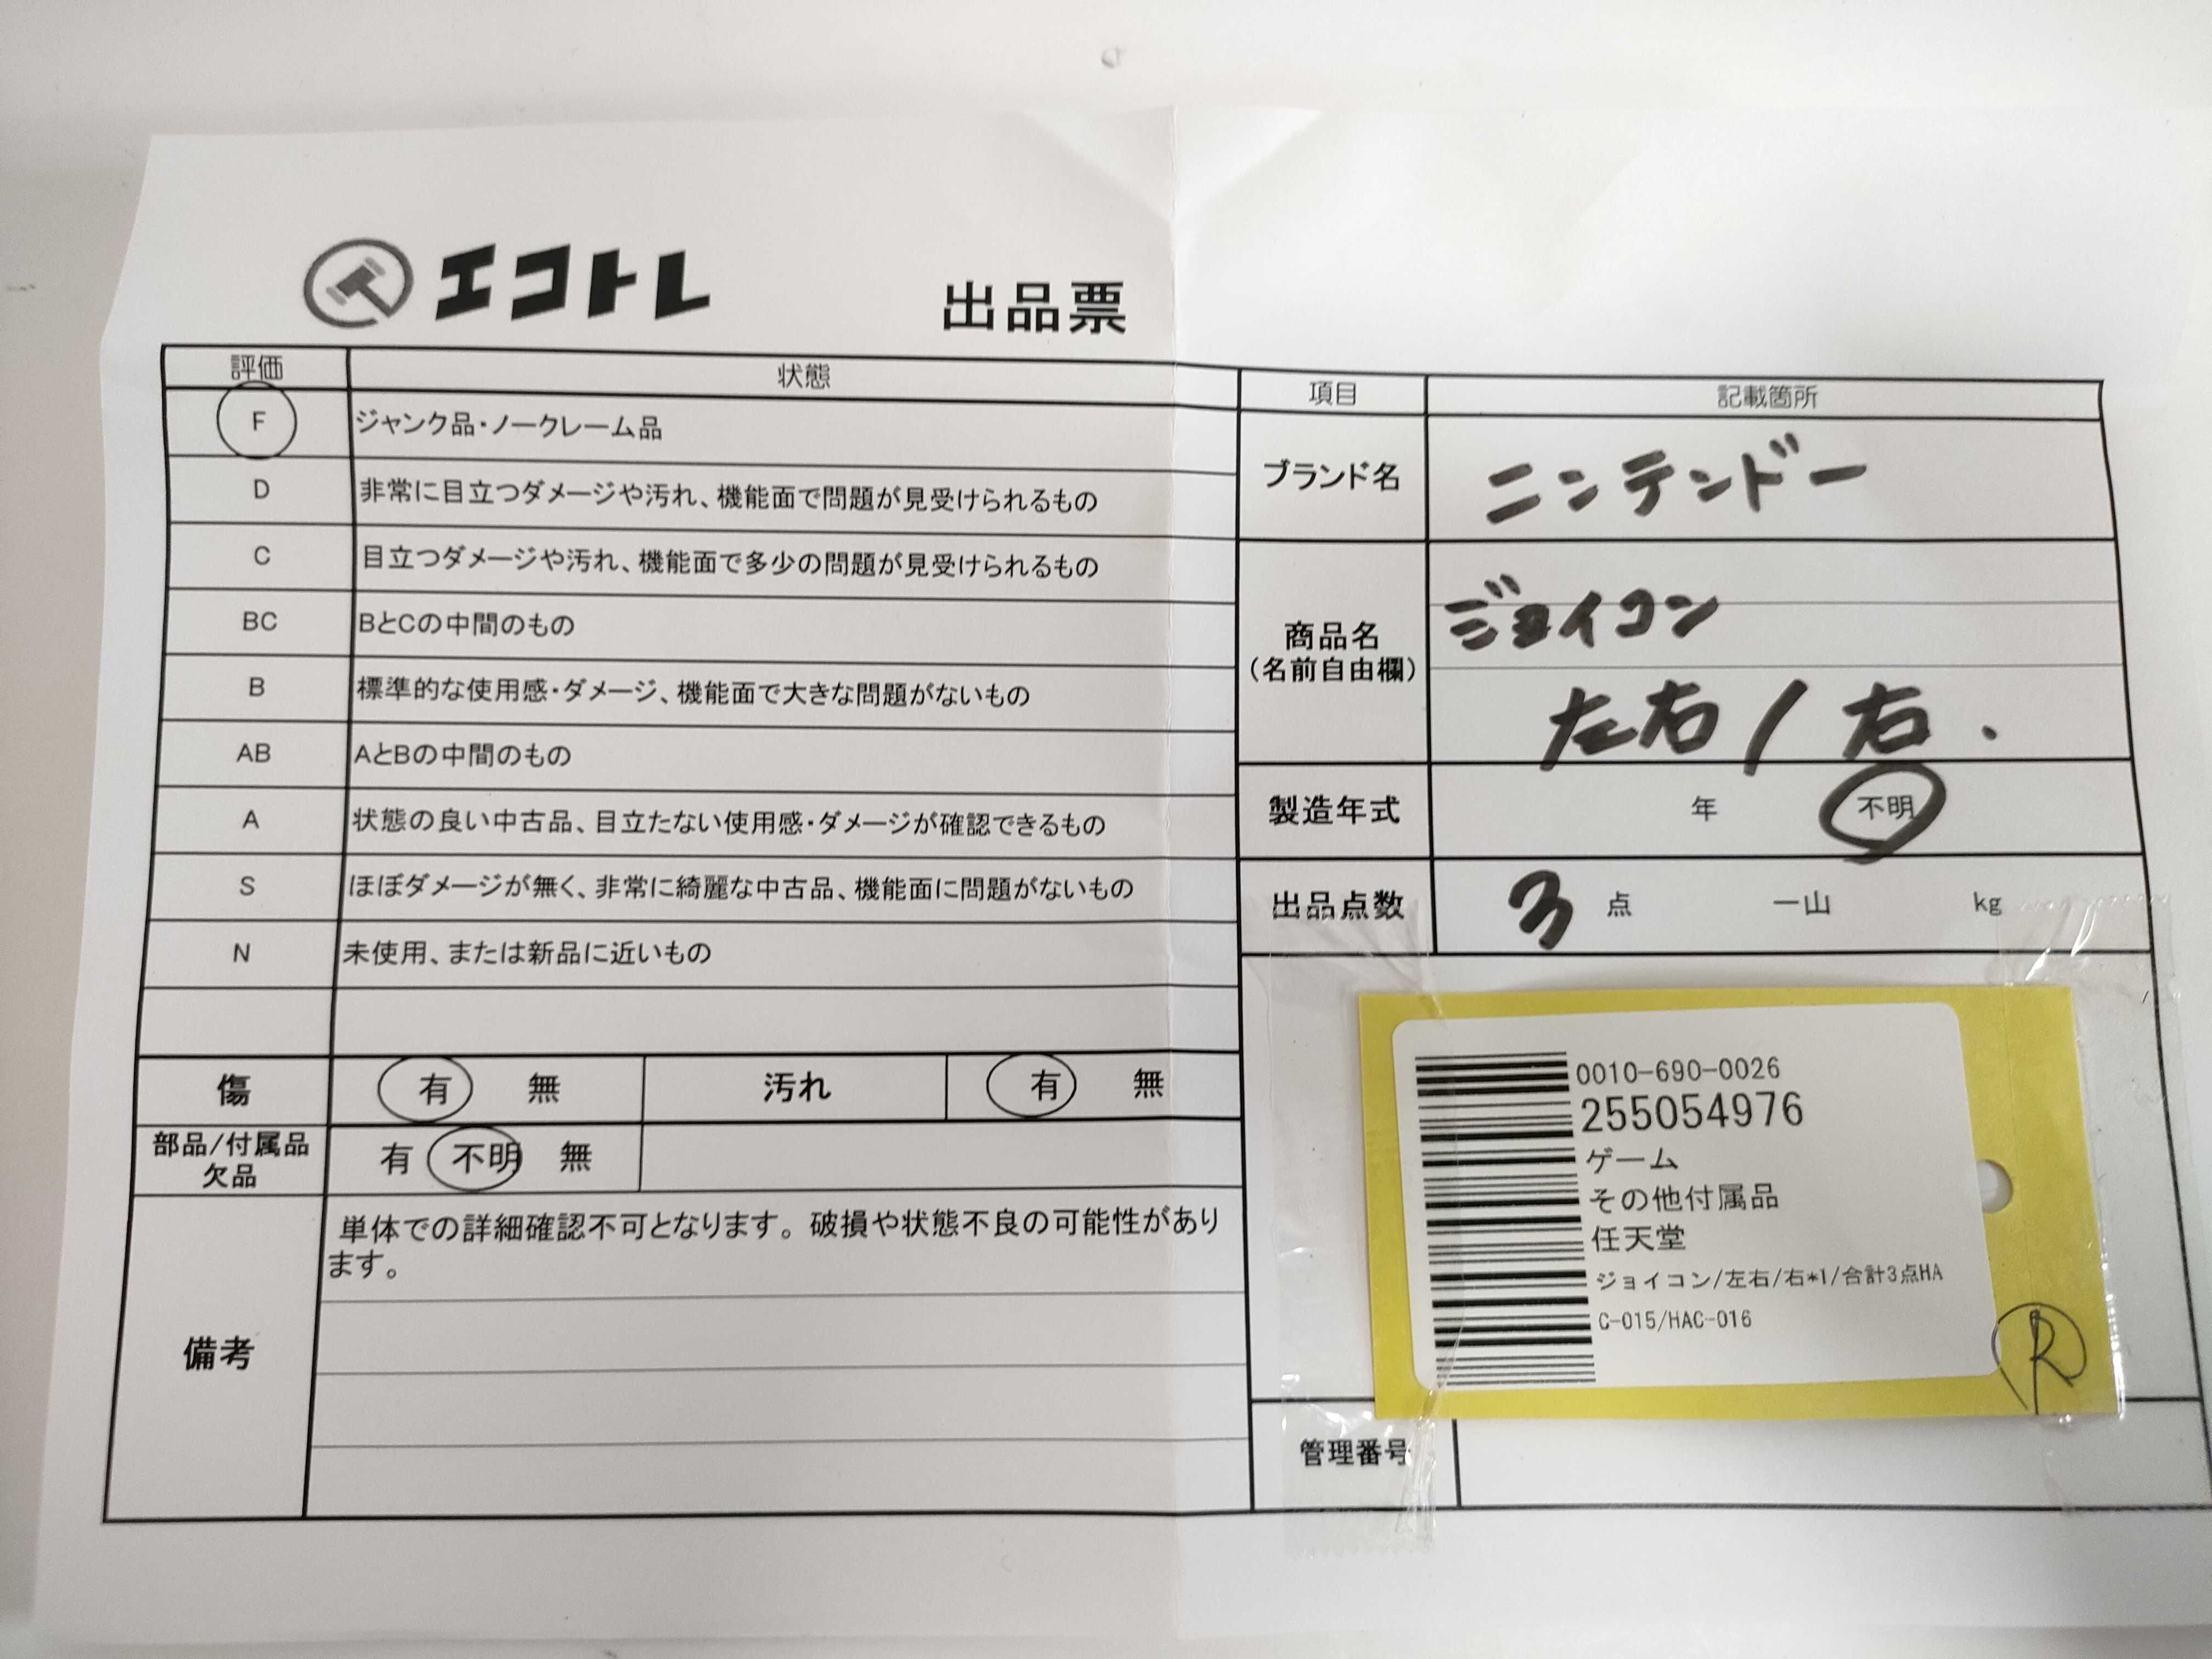 エコトレ
出品票
評価 状態
F ジャンク品・ノークレーム品
D 非常に目立つダメージや汚れ、機能面で問題が見受けられるもの
C 目立つダメージや汚れ、機能面で多少の問題が見受けられるもの
BC BとCの中間のもの
B 標準的な使用感・ダメージ、機能面で大きな問題がないもの
AB AとBの中間のもの
A 状態の良い中古品、目立たない使用感・ダメージが確認できるもの
S ほぼダメージが無く、非常に綺麗な中古品、機能面に問題がないもの
N 未使用、または新品に近いもの
傷 有 無 汚れ 有 無
部品/付属品
欠品
有 不明 無
備考
単体での詳細確認不可となります。破損や状態不良の可能性があり
ます。
項目 記載箇所
ブランド名 ニンテンドー
商品名
(名前自由欄)
ジョイコン
左右/右.
製造年式 年 不明
出品点数 3 点 一山 kg
0010-690-0026
255054976
ゲーム
その他付属品
任天堂
ジョイコン/左右/右*1/合計3点HA
C-015/HAC-016
R
管理番号